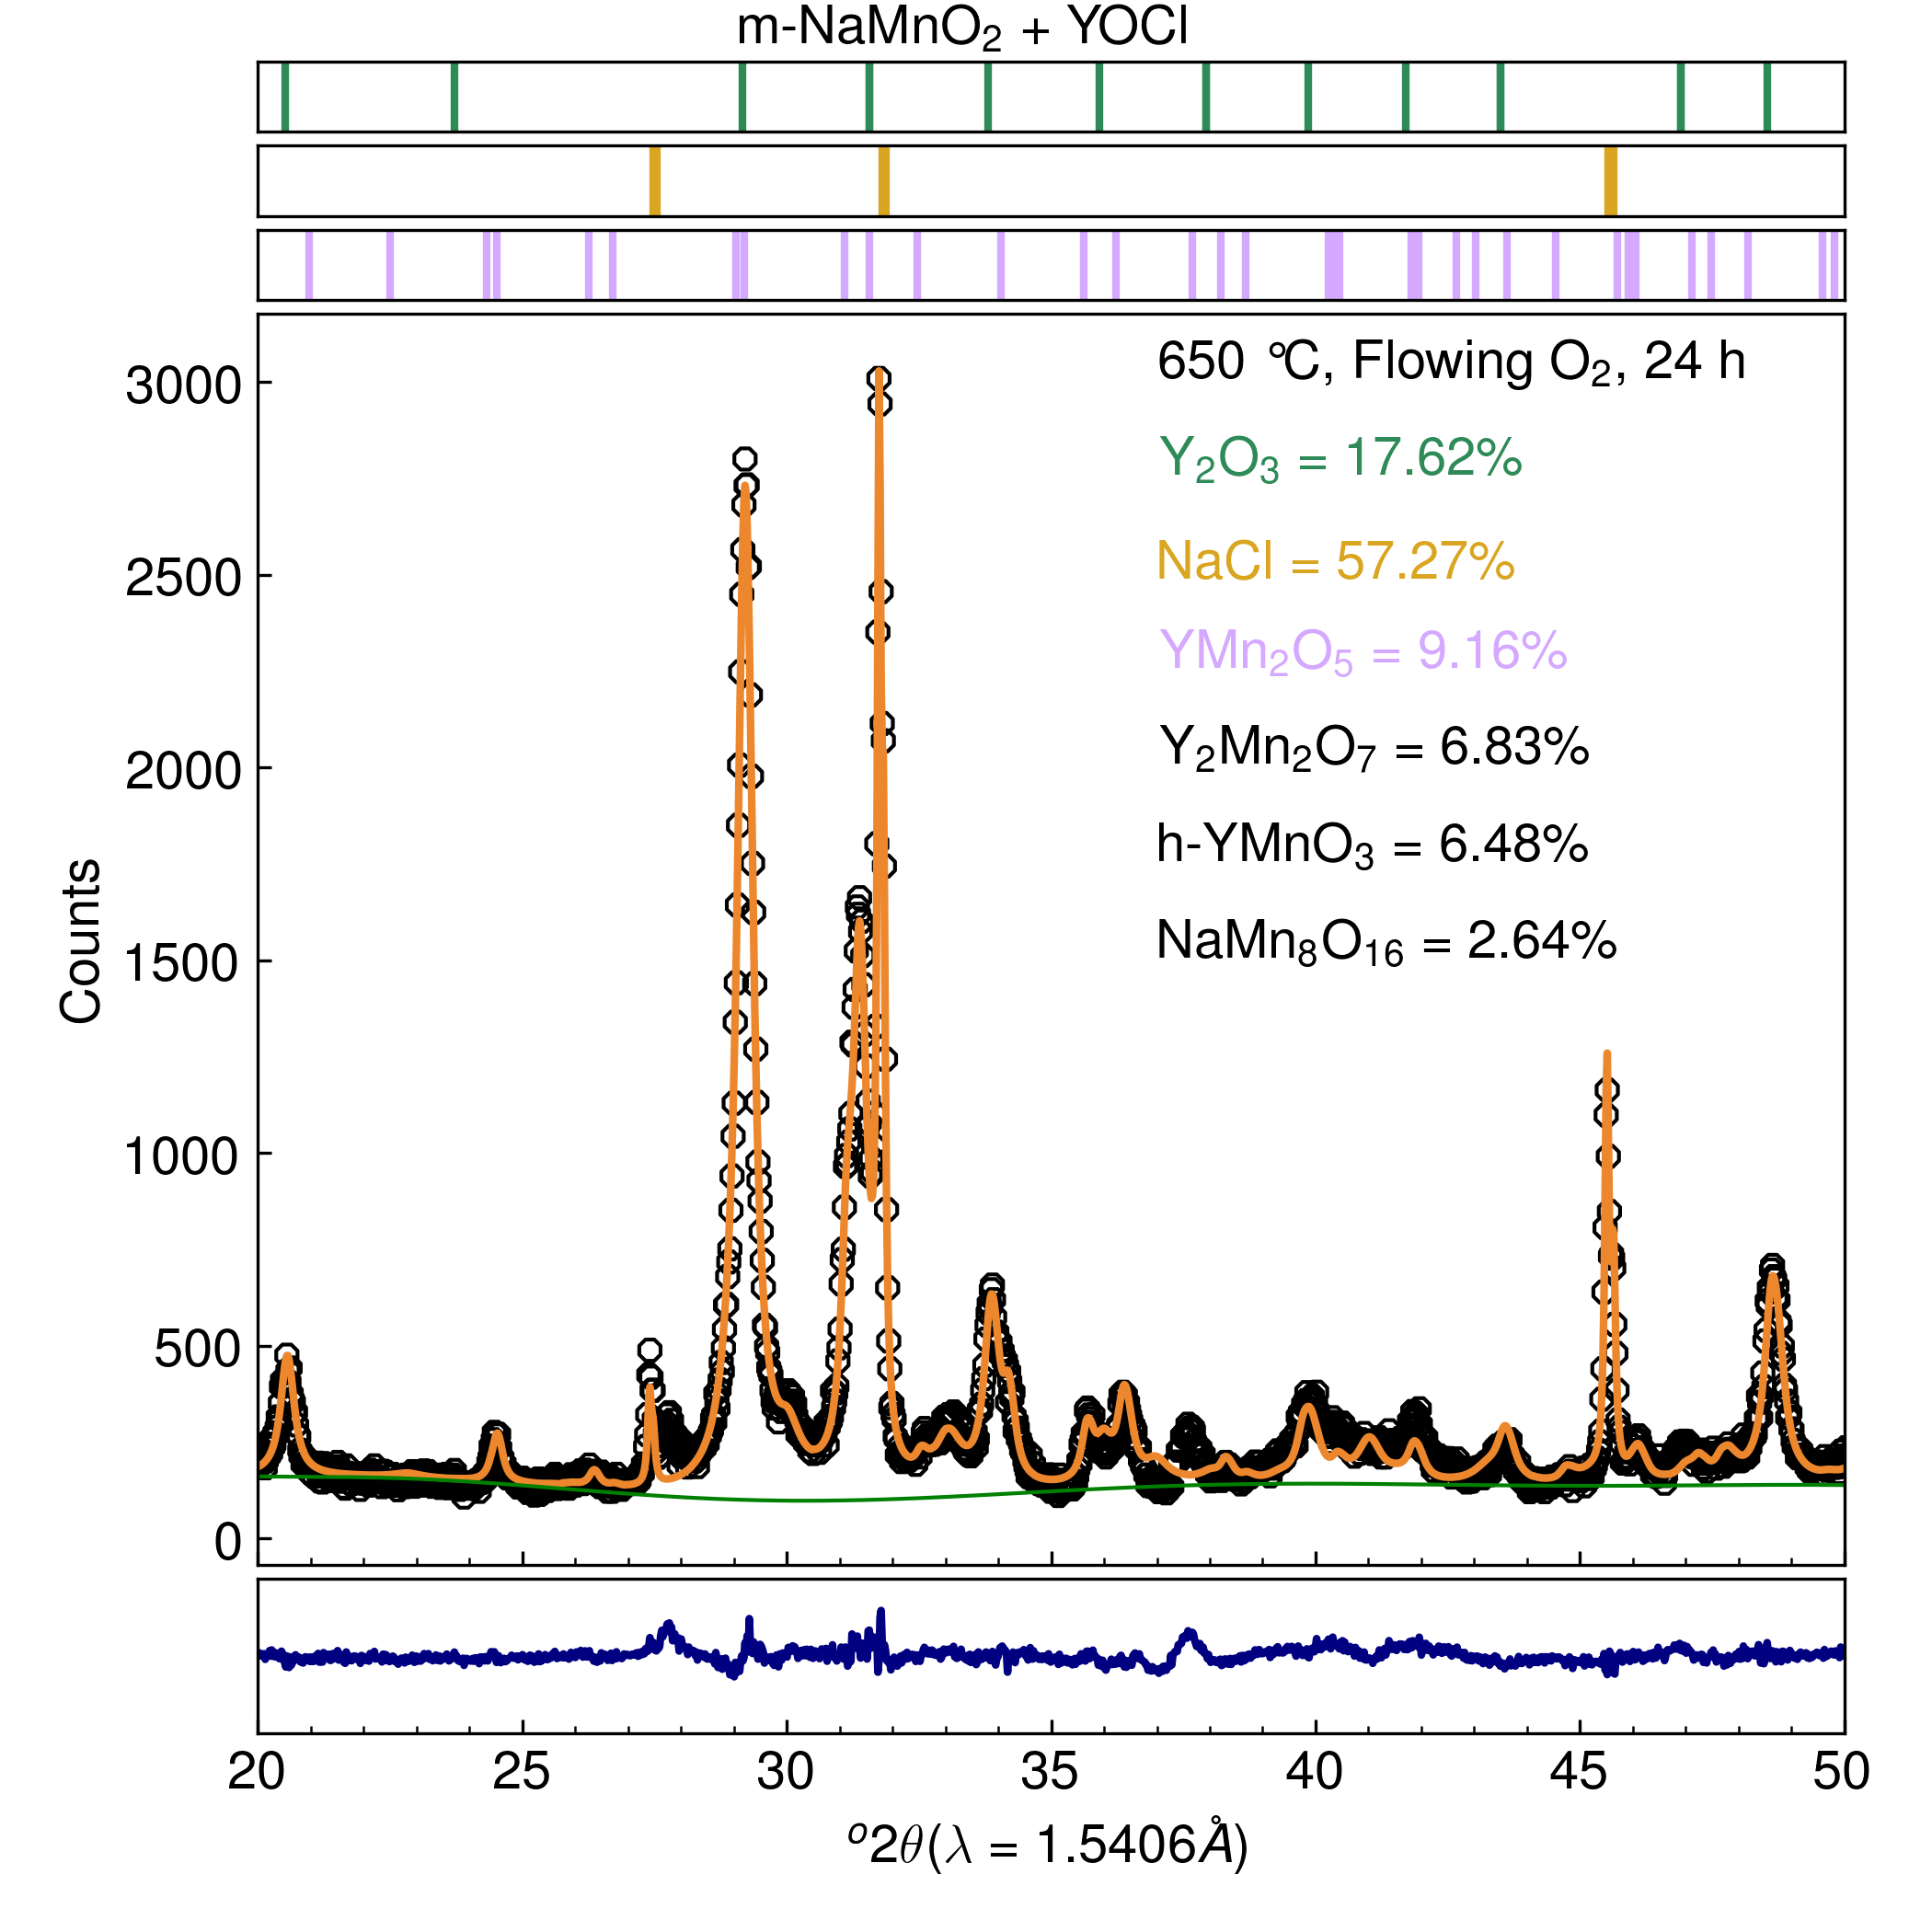 m-NaMnO₂ + YOCl
650 °C, Flowing O₂, 24 h
Y₂O₃ = 17.62%
NaCl = 57.27%
YMn₂O₅ = 9.16%
Y₂Mn₂O₇ = 6.83%
h-YMnO₃ = 6.48%
NaMn₈O₁₆ = 2.64%
3000
2500
2000
1500
1000
500
0
Counts
20 25 30 35 40 45 50
°2θ(λ = 1.5406Å)